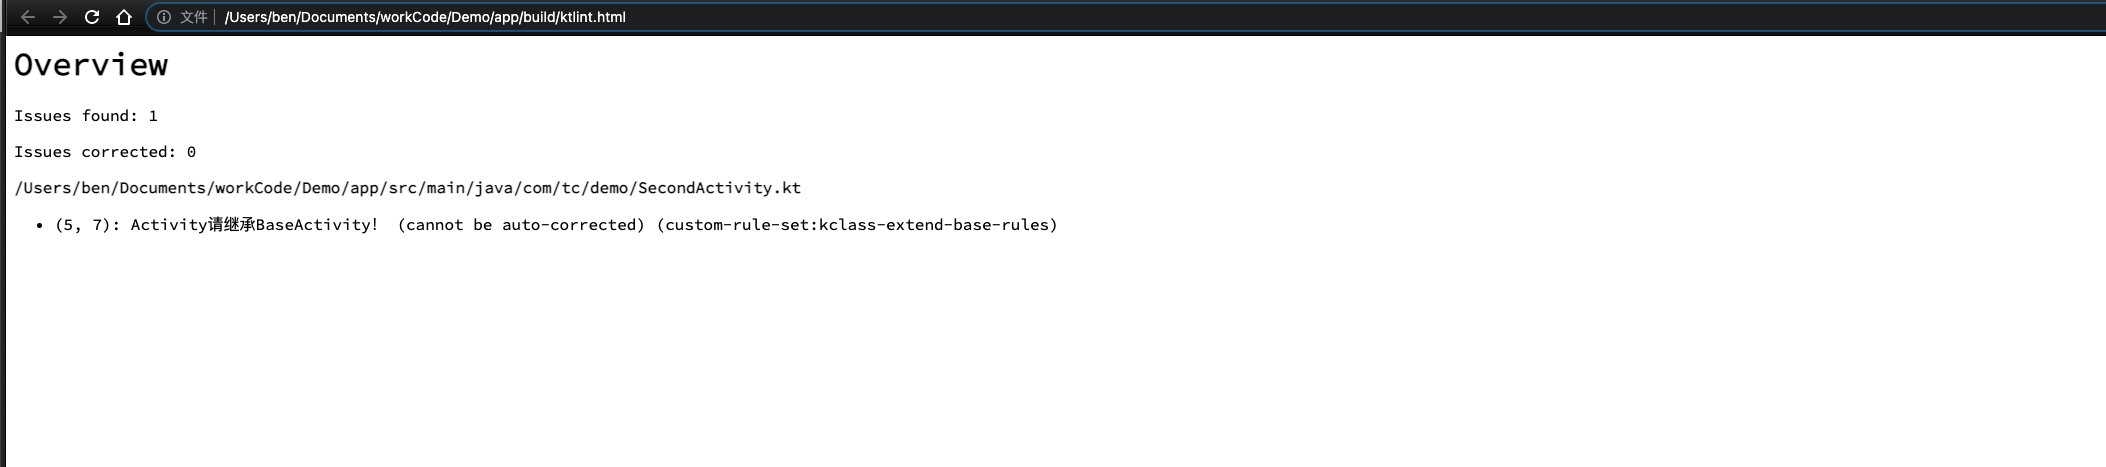 文件 /Users/ben/Documents/workCode/Demo/app/build/ktlint.html
Overview
Issues found: 1
Issues corrected: 0
/Users/ben/Documents/workCode/Demo/app/src/main/java/com/tc/demo/SecondActivity.kt
• (5, 7): Activity请继承BaseActivity! (cannot be auto-corrected) (custom-rule-set:kclass-extend-base-rules)